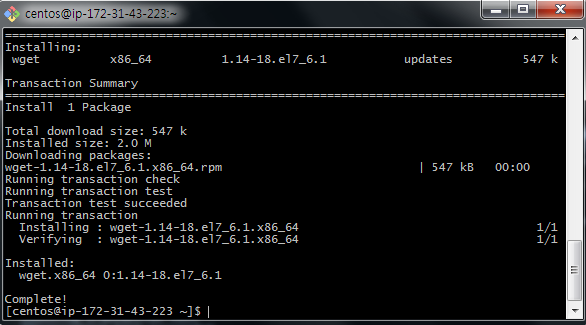 centos@ip-172-31-43-223:~
================================================================================
Installing:
 wget          x86_64          1.14-18.el7_6.1          updates          547 k

Transaction Summary
================================================================================
Install  1 Package

Total download size: 547 k
Installed size: 2.0 M
Downloading packages:
wget-1.14-18.el7_6.1.x86_64.rpm                            | 547 kB   00:00
Running transaction check
Running transaction test
Transaction test succeeded
Running transaction
  Installing : wget-1.14-18.el7_6.1.x86_64                                  1/1
  Verifying  : wget-1.14-18.el7_6.1.x86_64                                  1/1

Installed:
  wget.x86_64 0:1.14-18.el7_6.1

Complete!
[centos@ip-172-31-43-223 ~]$